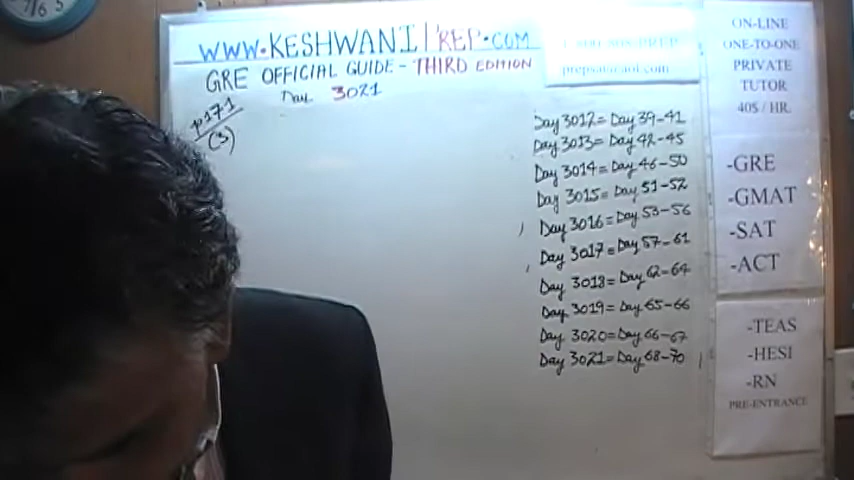 WWW.KESHWANI PREP.COM
GRE OFFICIAL GUIDE - THIRD EDITION
Day 3021
p171
(3)
prepsat@aol.com
Day 3012 = Day 39-41
Day 3013 = Day 42-45
Day 3014 = Day 46-50
Day 3015 = Day 51-52
Day 3016 = Day 53-56
Day 3017 = Day 57-61
Day 3018 = Day 62-64
Day 3019 = Day 65-66
Day 3020 = Day 66-67
Day 3021 = Day 68-70
ON-LINE
ONE-TO-ONE
PRIVATE
TUTOR
40$ / HR.
-GRE
-GMAT
-SAT
-ACT
-TEAS
-HESI
-RN
PRE-ENTRANCE